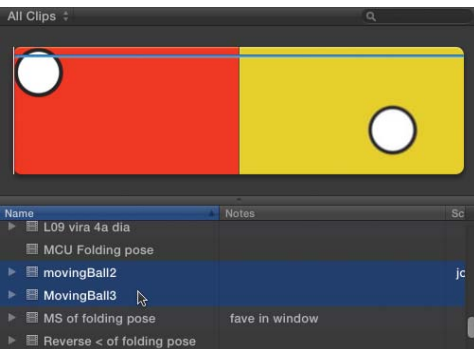 All Clips
Name Notes Sc
L09 vira 4a dia
MCU Folding pose
movingBall2 jo
MovingBall3
MS of folding pose fave in window
Reverse < of folding pose